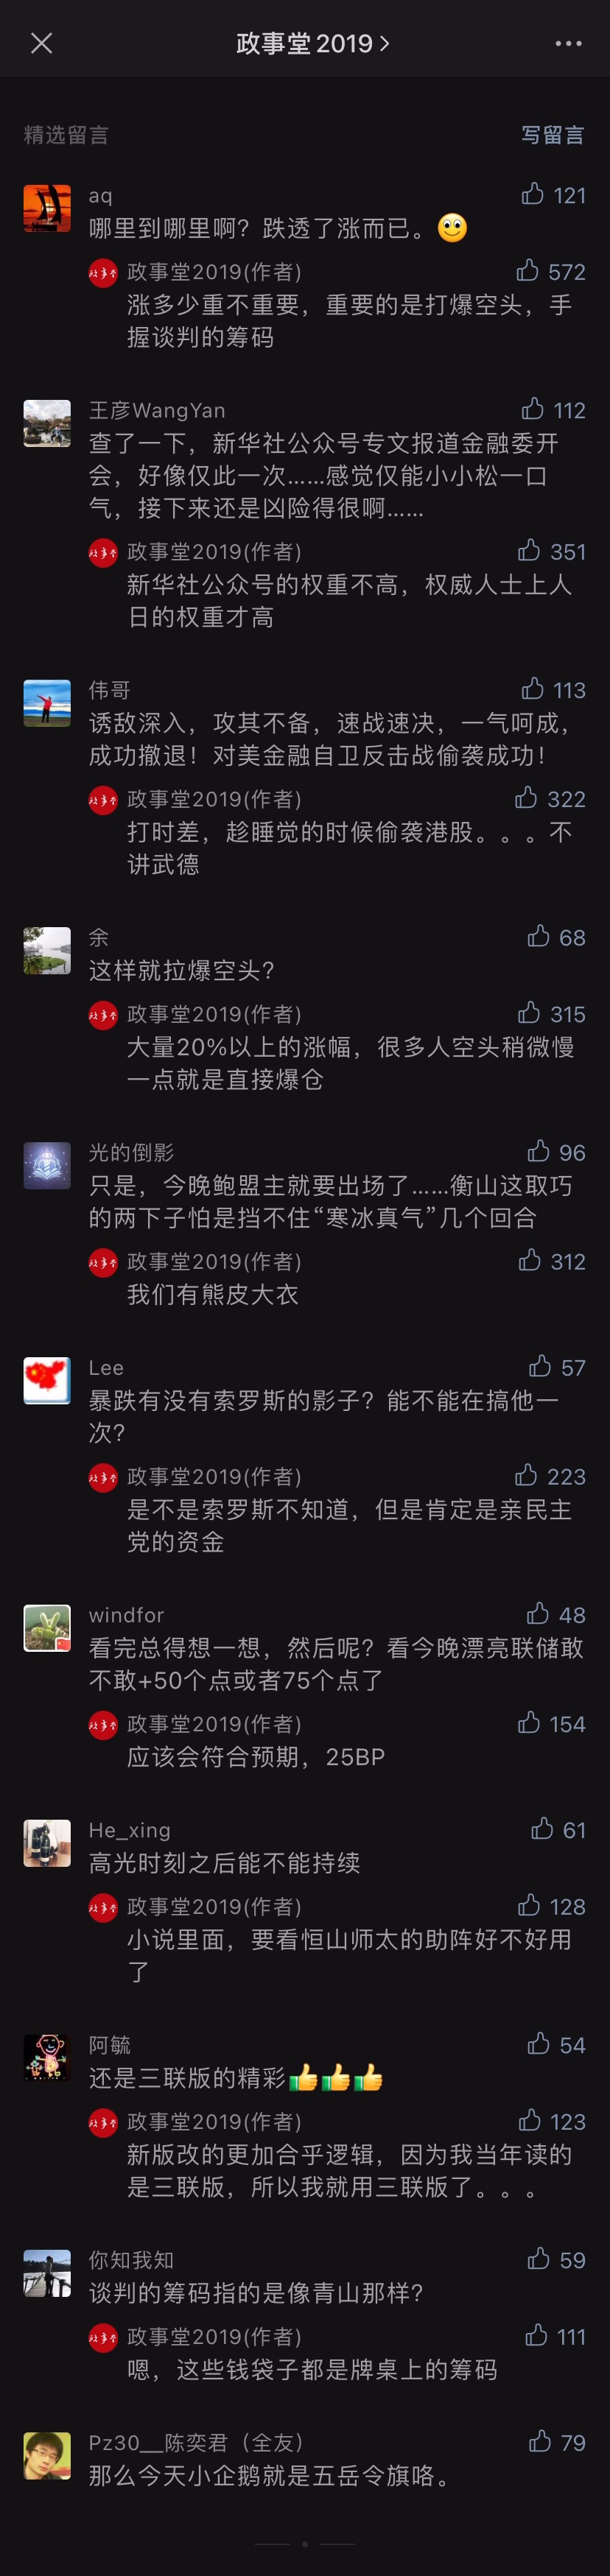 政事堂2019
精选留言
写留言
aq
121
哪里到哪里啊？跌透了涨而已。
政事堂2019(作者)
572
涨多少重不重要，重要的是打爆空头，手
握谈判的筹码
王彦WangYan
112
查了一下，新华社公众号专文报道金融委开
会，好像仅此一次……感觉仅能小小松一口
气，接下来还是凶险得很啊……
政事堂2019(作者)
351
新华社公众号的权重不高，权威人士上人
日的权重才高
伟哥
113
诱敌深入，攻其不备，速战速决，一气呵成，
成功撤退！对美金融自卫反击战偷袭成功！
政事堂2019(作者)
322
打时差，趁睡觉的时候偷袭港股。。。不
讲武德
余
68
这样就拉爆空头?
政事堂2019(作者)
315
大量20%以上的涨幅，很多人空头稍微慢
一点就是直接爆仓
光的倒影
96
只是，今晚鲍盟主就要出场了……衡山这取巧
的两下子怕是挡不住“寒冰真气”几个回合
政事堂2019(作者)
312
我们有熊皮大衣
Lee
57
暴跌有没有索罗斯的影子？能不能在搞他一
次?
政事堂2019(作者)
223
是不是索罗斯不知道，但是肯定是亲民主
党的资金
windfor
48
看完总得想一想，然后呢？看今晚漂亮联储敢
不敢+50个点或者75个点了
政事堂2019(作者)
154
应该会符合预期，25BP
He_xing
61
高光时刻之后能不能持续
政事堂2019(作者)
128
小说里面，要看恒山师太的助阵好不好用
了
阿毓
54
还是三联版的精彩
政事堂2019(作者)
123
新版改的更加合乎逻辑，因为我当年读的
是三联版，所以我就用三联版了。。。
你知我知
59
谈判的筹码指的是像青山那样?
政事堂2019(作者)
111
嗯，这些钱袋子都是牌桌上的筹码
Pz30__陈奕君（全友）
79
那么今天小企鹅就是五岳令旗咯。